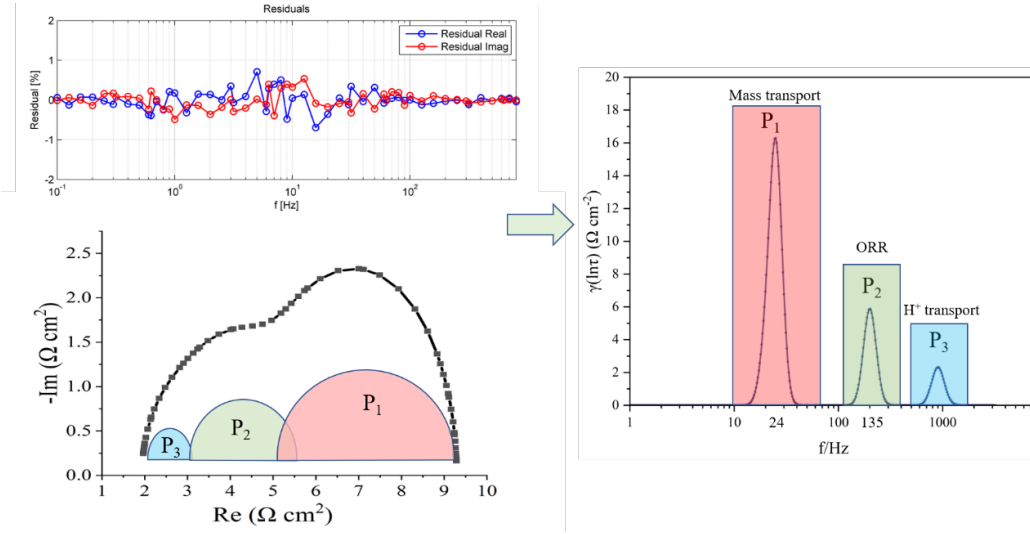 Residuals
Residual Real
Residual Imag
Residual [%]
2
1
0
-1
-2
10⁻¹
10⁰
10¹
10²
f [Hz]
-Im (Ω cm²)
2.5
2.0
1.5
1.0
0.5
0.0
P₃
P₂
P₁
1 2 3 4 5 6 7 8 9 10
Re (Ω cm²)
γ(lnτ) (Ω cm⁻²)
20
18
16
14
12
10
8
6
4
2
0
Mass transport
P₁
ORR
P₂
H⁺ transport
P₃
1 10 24 100 135 1000
f/Hz